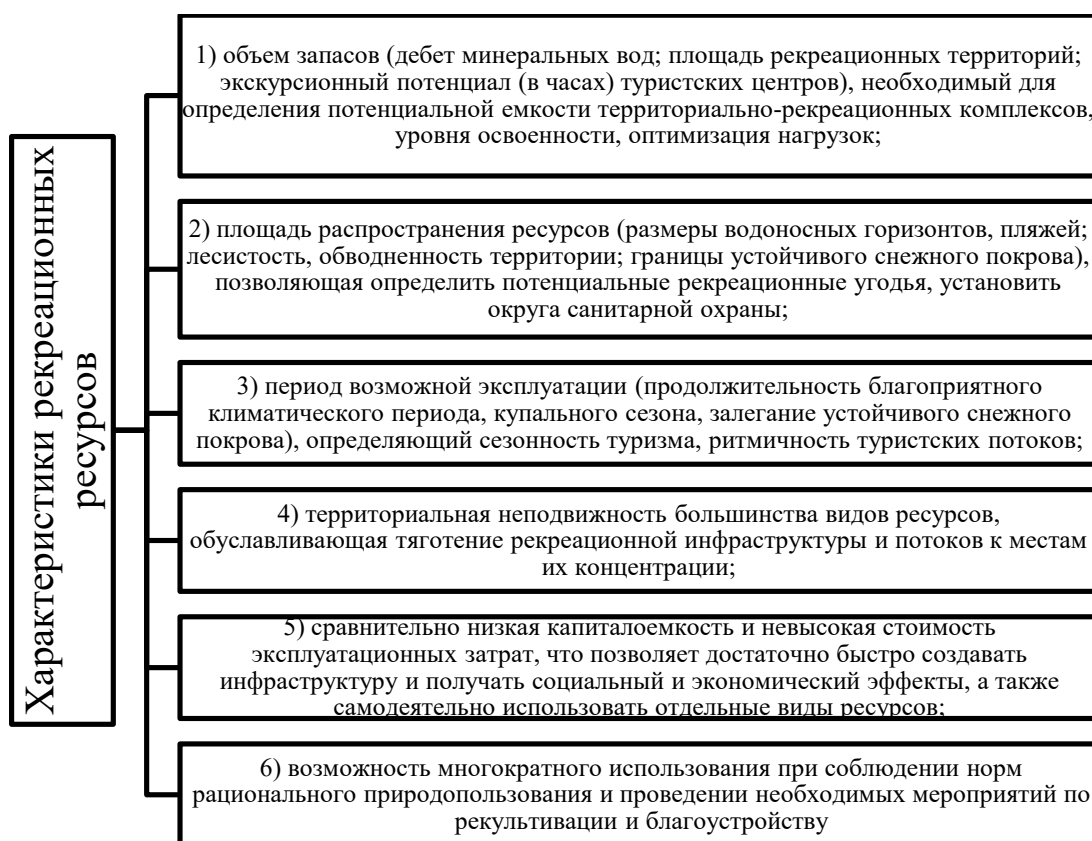 Характеристики рекреационных
ресурсов
1) объем запасов (дебет минеральных вод; площадь рекреационных территорий;
экскурсионный потенциал (в часах) туристских центров), необходимый для
определения потенциальной емкости территориально-рекреационных комплексов,
уровня освоенности, оптимизация нагрузок;
2) площадь распространения ресурсов (размеры водоносных горизонтов, пляжей;
лесистость, обводненность территории; границы устойчивого снежного покрова),
позволяющая определить потенциальные рекреационные угодья, установить
округа санитарной охраны;
3) период возможной эксплуатации (продолжительность благоприятного
климатического периода, купального сезона, залегание устойчивого снежного
покрова), определяющий сезонность туризма, ритмичность туристских потоков;
4) территориальная неподвижность большинства видов ресурсов,
обуславливающая тяготение рекреационной инфраструктуры и потоков к местам
их концентрации;
5) сравнительно низкая капиталоемкость и невысокая стоимость
эксплуатационных затрат, что позволяет достаточно быстро создавать
инфраструктуру и получать социальный и экономический эффекты, а также
самодеятельно использовать отдельные виды ресурсов;
6) возможность многократного использования при соблюдении норм
рационального природопользования и проведении необходимых мероприятий по
рекультивации и благоустройству